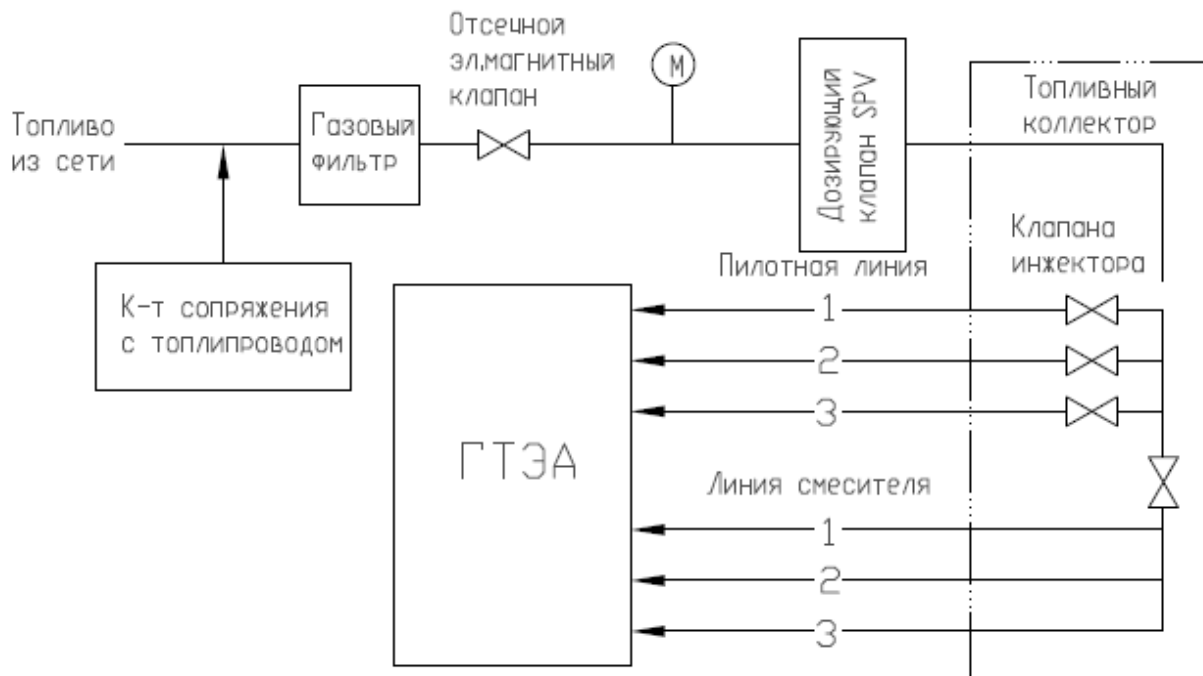 Топливо
из сети
К-т сопряжения
с топлипроводом
Газовый
фильтр
Отсечной
эл.магнитный
клапан
М
Дозирующий
клапан SPV
Топливный
коллектор
Клапана
инжектора
Пилотная линия
1
2
3
ГТЭА
Линия смесителя
1
2
3